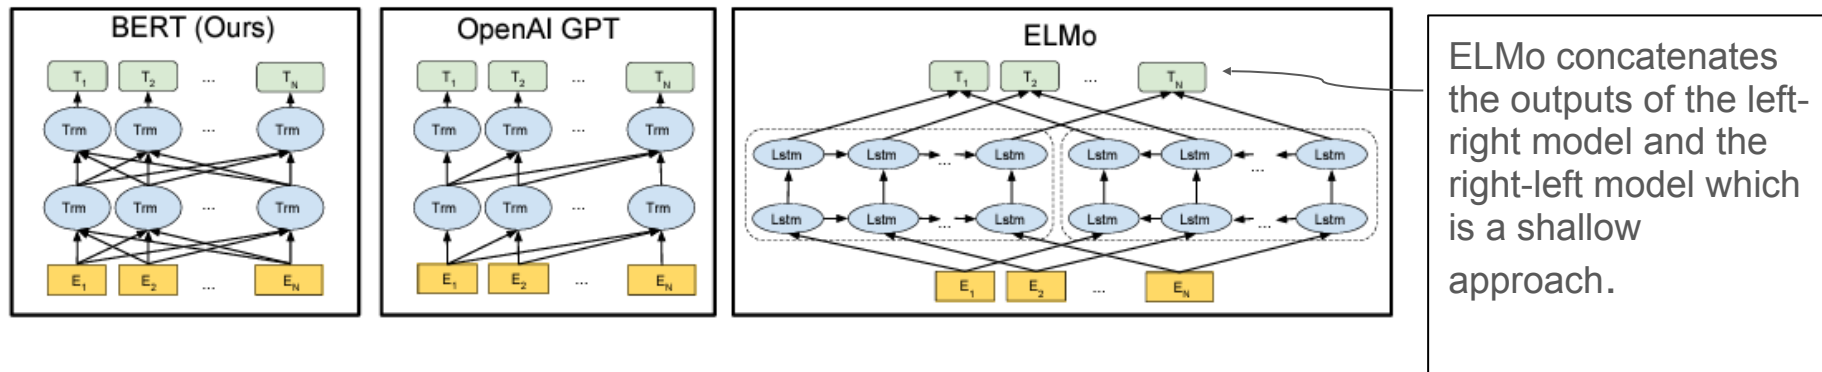 BERT (Ours)
T1 T2 ... TN
Trm Trm ... Trm
Trm Trm ... Trm
E1 E2 ... EN
OpenAI GPT
T1 T2 ... TN
Trm Trm ... Trm
Trm Trm ... Trm
E1 E2 ... EN
ELMo
T1 T2 ... TN
Lstm Lstm ... Lstm Lstm Lstm ... Lstm
Lstm Lstm ... Lstm Lstm Lstm ... Lstm
E1 E2 ... EN
ELMo concatenates
the outputs of the left-
right model and the
right-left model which
is a shallow
approach.